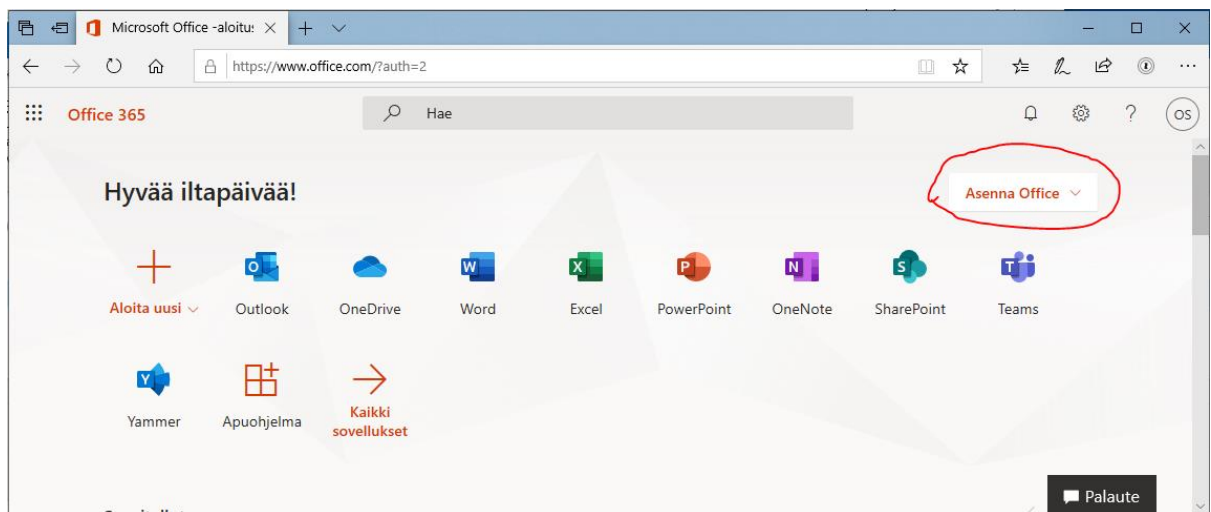 Microsoft Office -aloitu
https://www.office.com/?auth=2
Office 365
Hae
OS
Hyvää iltapäivää!
Asenna Office
Aloita uusi
Outlook
OneDrive
Word
Excel
PowerPoint
OneNote
SharePoint
Teams
Yammer
Apuohjelma
Kaikki
sovellukset
Palaute